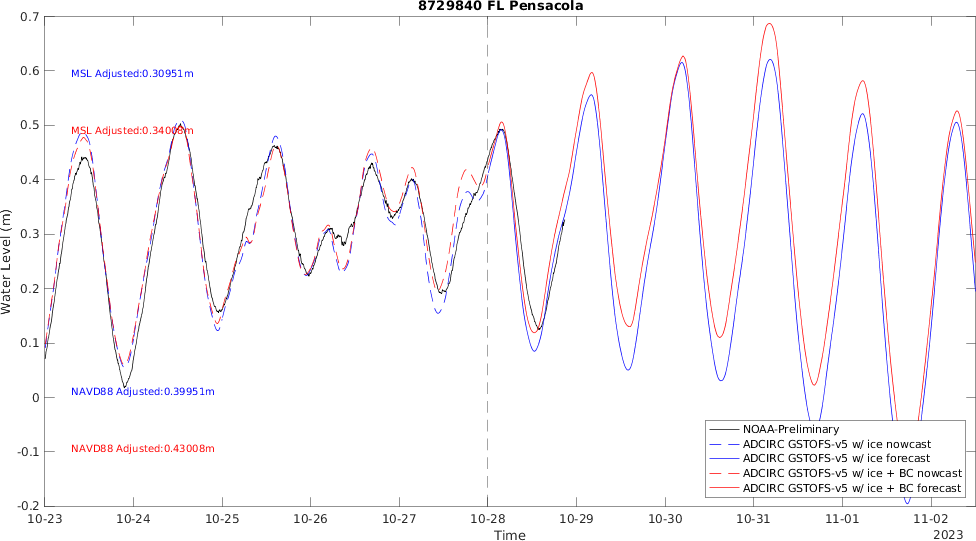 8729840 FL Pensacola
0.7
0.6
0.5
0.4
0.3
0.2
0.1
0
-0.1
-0.2
Water Level (m)
MSL Adjusted:0.30951m
MSL Adjusted:0.34008m
NAVD88 Adjusted:0.39951m
NAVD88 Adjusted:0.43008m
NOAA-Preliminary
ADCIRC GSTOFS-v5 w/ ice nowcast
ADCIRC GSTOFS-v5 w/ ice forecast
ADCIRC GSTOFS-v5 w/ ice + BC nowcast
ADCIRC GSTOFS-v5 w/ ice + BC forecast
10-23 10-24 10-25 10-26 10-27 10-28 10-29 10-30 10-31 11-01 11-02
Time
2023